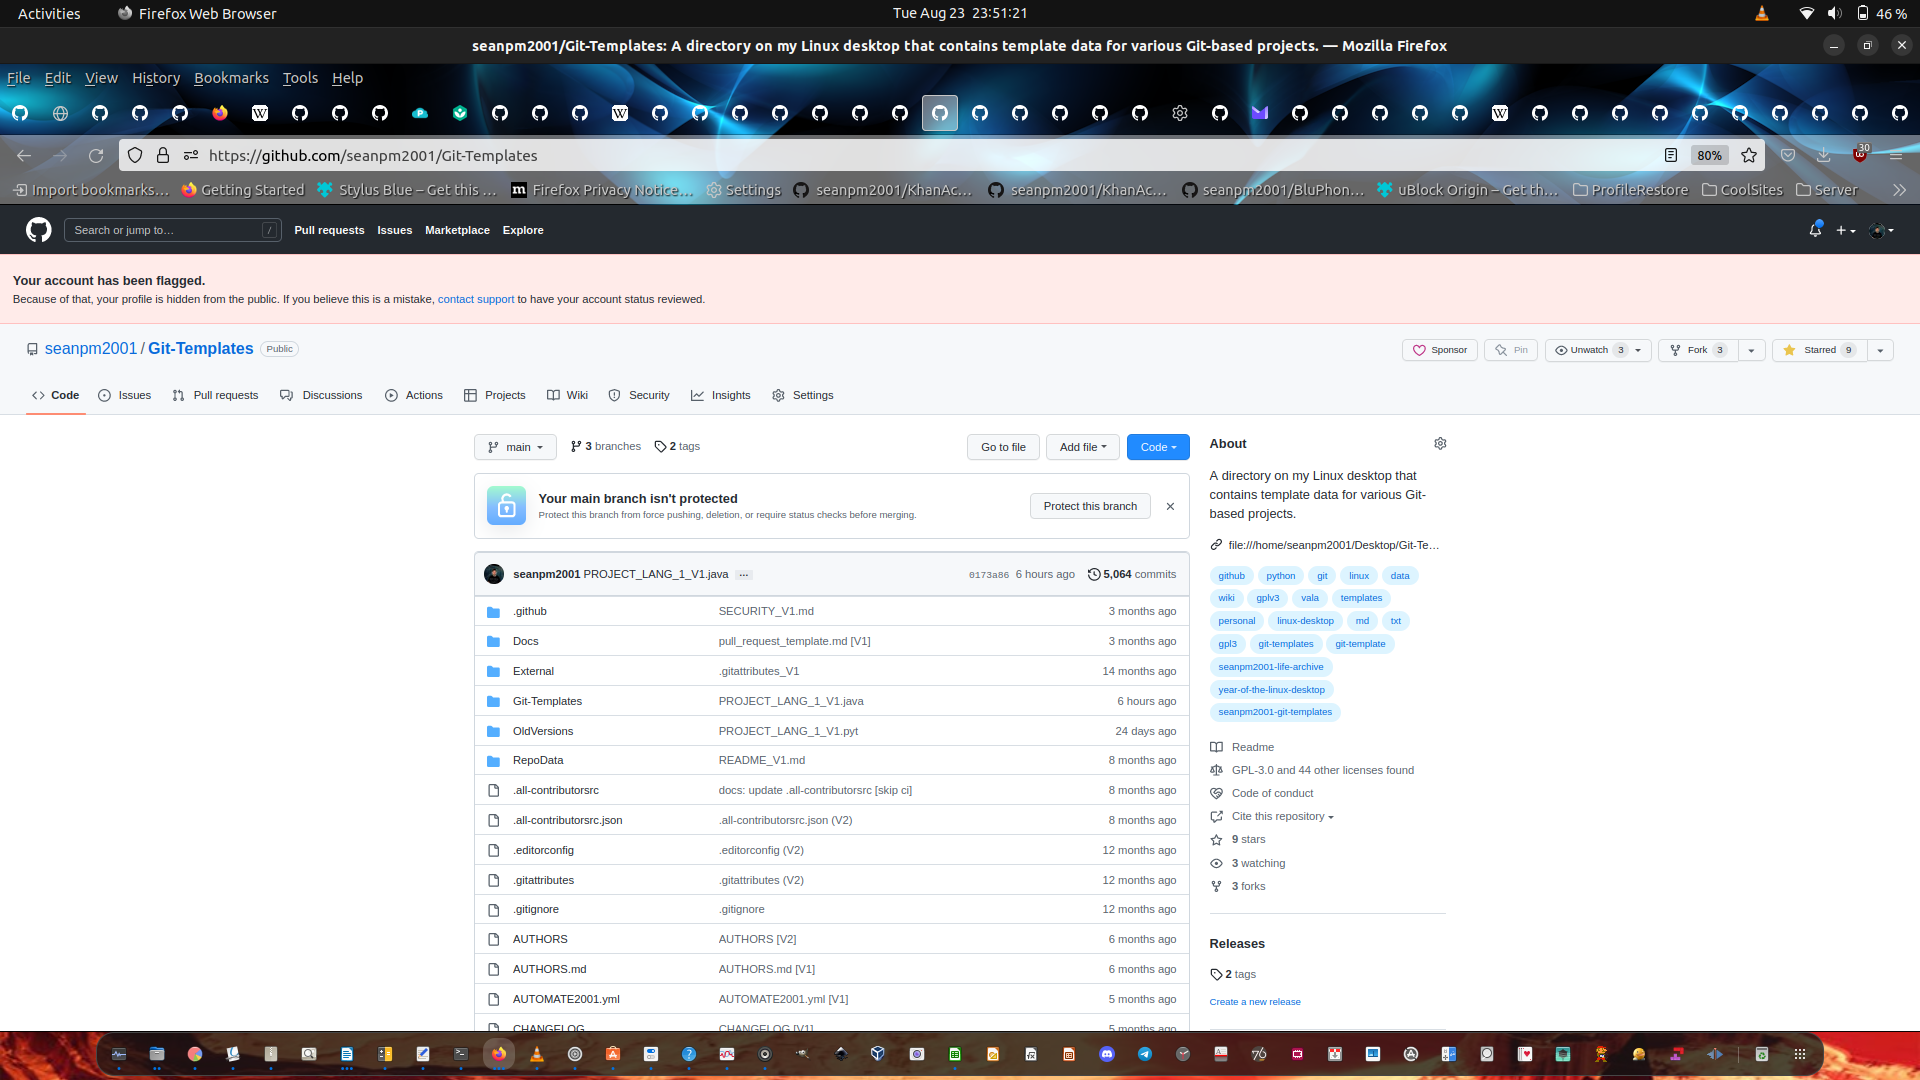 Activities Firefox Web Browser Tue Aug 23 23:51:21 46 %
seanpm2001/Git-Templates: A directory on my Linux desktop that contains template data for various Git-based projects. — Mozilla Firefox
File Edit View History Bookmarks Tools Help
https://github.com/seanpm2001/Git-Templates 80% 30
Import bookmarks… Getting Started Stylus Blue – Get this … Firefox Privacy Notice… Settings seanpm2001/KhanAc… seanpm2001/KhanAc… seanpm2001/BluPhon… uBlock Origin – Get th… ProfileRestore CoolSites Server
Search or jump to… / Pull requests Issues Marketplace Explore
Your account has been flagged.
Because of that, your profile is hidden from the public. If you believe this is a mistake, contact support to have your account status reviewed.
seanpm2001 / Git-Templates Public Sponsor Pin Unwatch 3 Fork 3 Starred 9
Code Issues Pull requests Discussions Actions Projects Wiki Security Insights Settings
main 3 branches 2 tags Go to file Add file Code
Your main branch isn't protected
Protect this branch from force pushing, deletion, or require status checks before merging.
Protect this branch
seanpm2001 PROJECT_LANG_1_V1.java … 0173a86 6 hours ago 5,064 commits
.github SECURITY_V1.md 3 months ago
Docs pull_request_template.md [V1] 3 months ago
External .gitattributes_V1 14 months ago
Git-Templates PROJECT_LANG_1_V1.java 6 hours ago
OldVersions PROJECT_LANG_1_V1.pyt 24 days ago
RepoData README_V1.md 8 months ago
.all-contributorsrc docs: update .all-contributorsrc [skip ci] 8 months ago
.all-contributorsrc.json .all-contributorsrc.json (V2) 8 months ago
.editorconfig .editorconfig (V2) 12 months ago
.gitattributes .gitattributes (V2) 12 months ago
.gitignore .gitignore 12 months ago
AUTHORS AUTHORS [V2] 6 months ago
AUTHORS.md AUTHORS.md [V1] 6 months ago
AUTOMATE2001.yml AUTOMATE2001.yml [V1] 5 months ago
CHANGELOG CHANGELOG [V1] 5 months ago
About
A directory on my Linux desktop that
contains template data for various Git-
based projects.
file:///home/seanpm2001/Desktop/Git-Te…
github python git linux data
wiki gplv3 vala templates
personal linux-desktop md txt
gpl3 git-templates git-template
seanpm2001-life-archive
year-of-the-linux-desktop
seanpm2001-git-templates
Readme
GPL-3.0 and 44 other licenses found
Code of conduct
Cite this repository
9 stars
3 watching
3 forks
Releases
2 tags
Create a new release